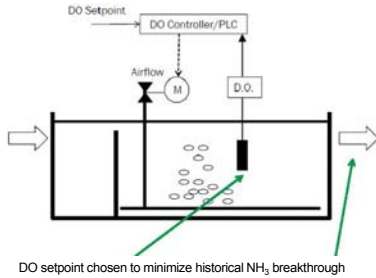 DO Setpoint
DO Controller/PLC
Airflow
M
D.O.
DO setpoint chosen to minimize historical NH₃ breakthrough